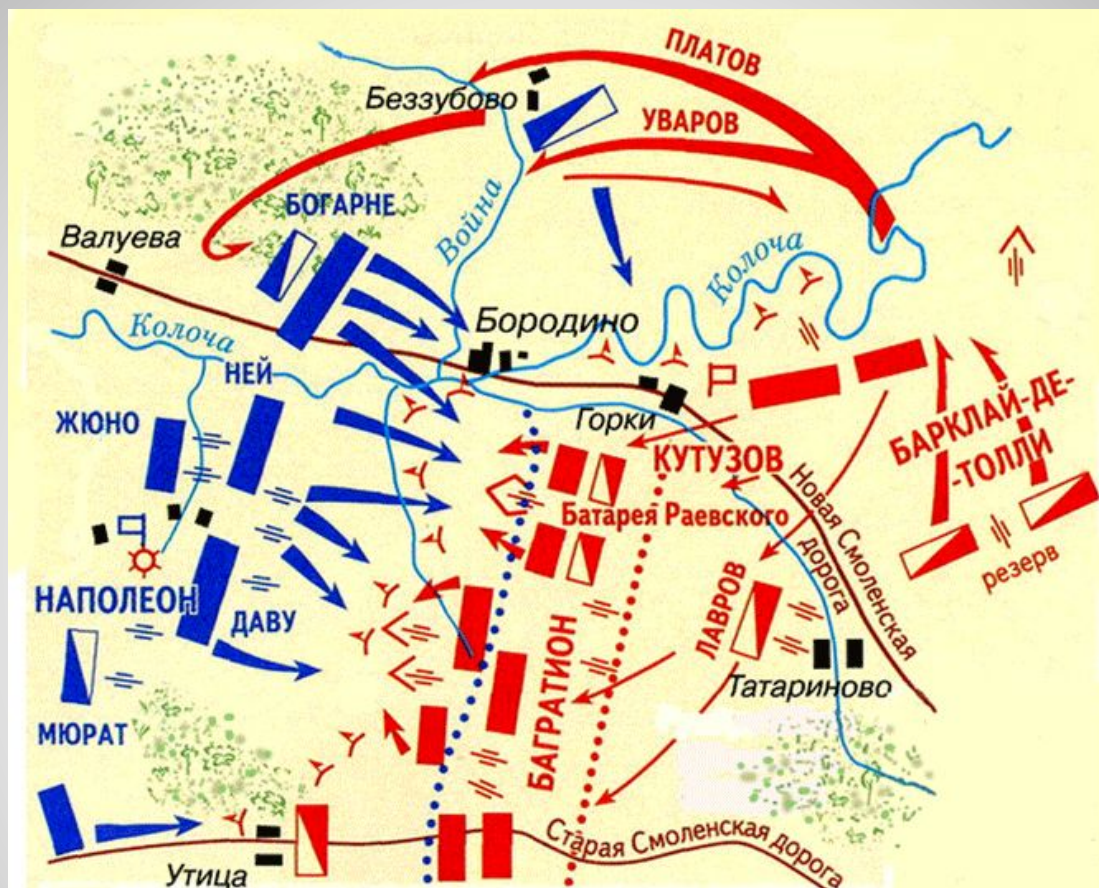 ПЛАТОВ
Беззубово
УВАРОВ
БОГАРНЕ
Война
Валуева
Колоча
Колоча
Бородино
НЕЙ
ЖЮНО
Горки
БАРКЛАЙ-ДЕ-
-ТОЛЛИ
КУТУЗОВ
Новая Смоленская
дорога
Батарея Раевского
резерв
НАПОЛЕОН
ДАВУ
ЛАВРОВ
БАГРАТИОН
Татариново
МЮРАТ
Старая Смоленская дорога
Утица